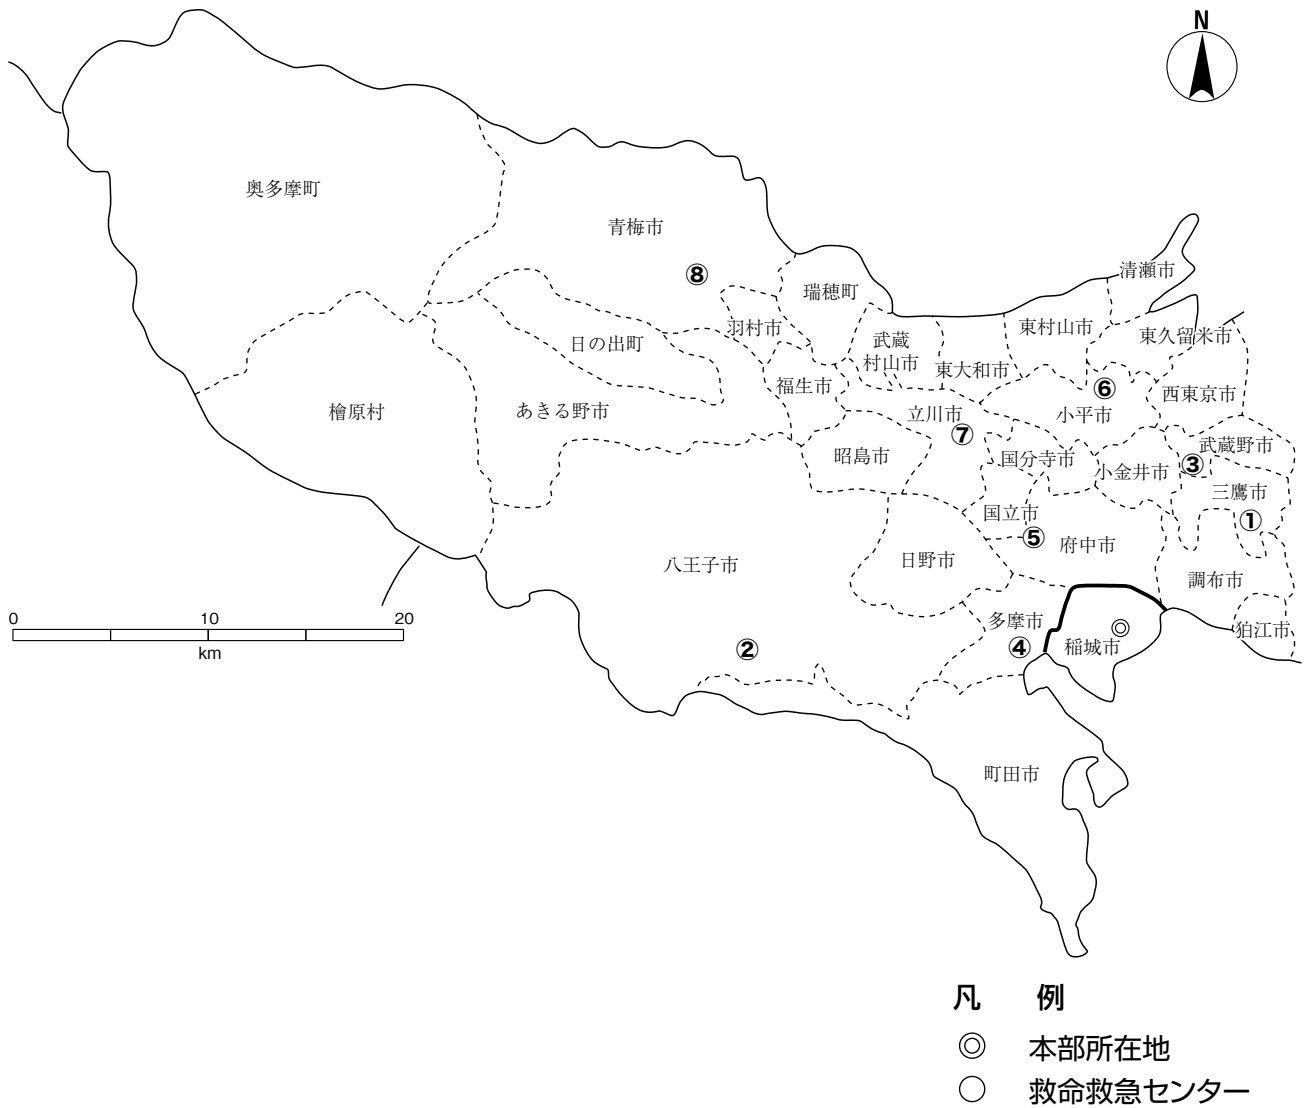 N
奥多摩町
青梅市
⑧
瑞穂町
清瀬市
羽村市
日の出町
武蔵
村山市
東大和市
東村山市
東久留米市
福生市
⑥
西東京市
檜原村
あきる野市
立川市
⑦
小平市
昭島市
国分寺市
小金井市
③
武蔵野市
三鷹市
①
国立市
⑤
府中市
八王子市
日野市
調布市
0 10 20
km
多摩市
④
稲城市
狛江市
②
町田市
凡 例
◎ 本部所在地
○ 救命救急センター